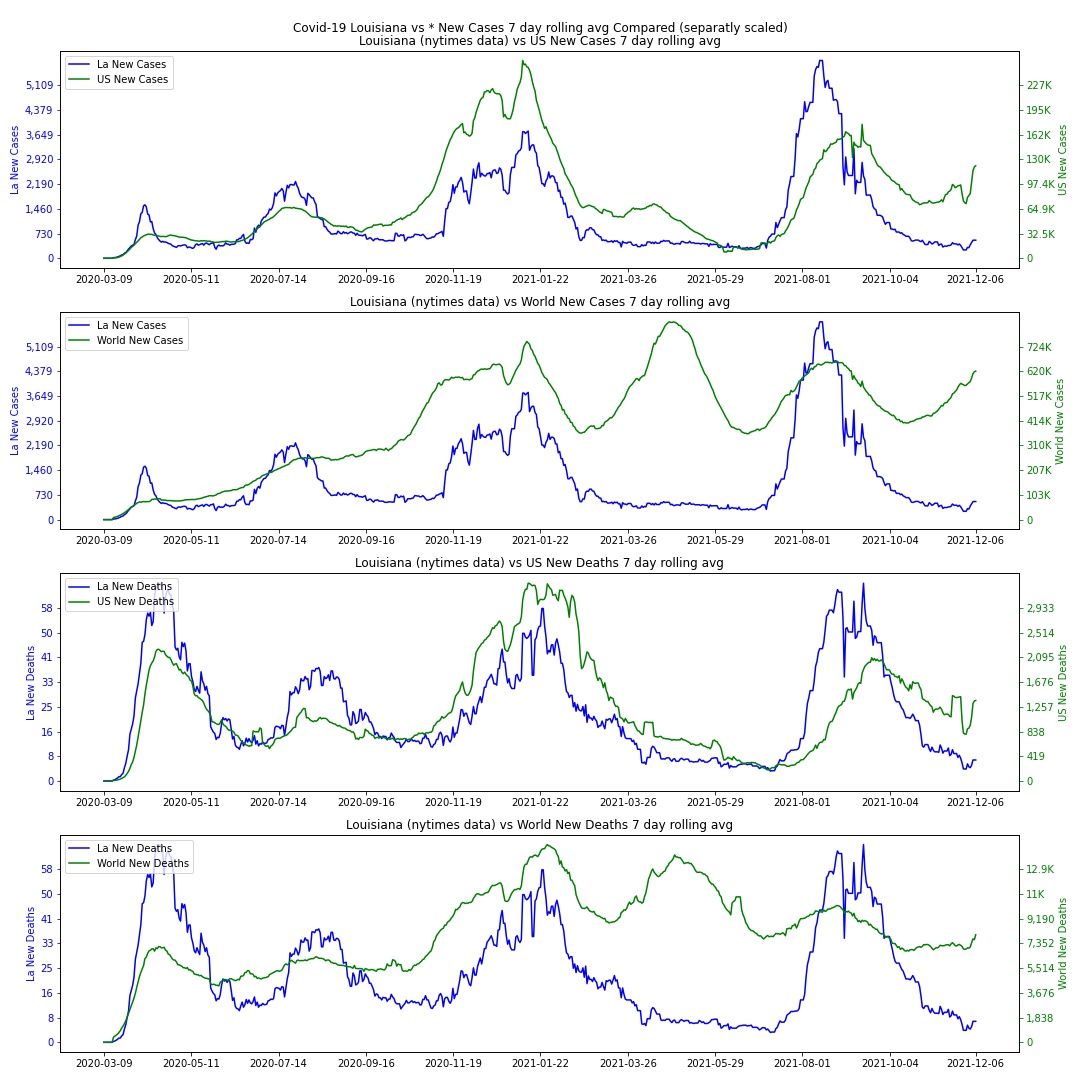 Covid-19 Louisiana vs * New Cases 7 day rolling avg Compared (separatly scaled)
Louisiana (nytimes data) vs US New Cases 7 day rolling avg
La New Cases
US New Cases
5,109
4,379
3,649
2,920
2,190
1,460
730
0
La New Cases
227K
195K
162K
130K
97.4K
64.9K
32.5K
0
US New Cases
2020-03-09 2020-05-11 2020-07-14 2020-09-16 2020-11-19 2021-01-22 2021-03-26 2021-05-29 2021-08-01 2021-10-04 2021-12-06
Louisiana (nytimes data) vs World New Cases 7 day rolling avg
La New Cases
World New Cases
5,109
4,379
3,649
2,920
2,190
1,460
730
0
La New Cases
724K
620K
517K
414K
310K
207K
103K
0
World New Cases
2020-03-09 2020-05-11 2020-07-14 2020-09-16 2020-11-19 2021-01-22 2021-03-26 2021-05-29 2021-08-01 2021-10-04 2021-12-06
Louisiana (nytimes data) vs US New Deaths 7 day rolling avg
La New Deaths
US New Deaths
58
50
41
33
25
16
8
0
La New Deaths
2,933
2,514
2,095
1,676
1,257
838
419
0
US New Deaths
2020-03-09 2020-05-11 2020-07-14 2020-09-16 2020-11-19 2021-01-22 2021-03-26 2021-05-29 2021-08-01 2021-10-04 2021-12-06
Louisiana (nytimes data) vs World New Deaths 7 day rolling avg
La New Deaths
World New Deaths
58
50
41
33
25
16
8
0
La New Deaths
12.9K
11K
9,190
7,352
5,514
3,676
1,838
0
World New Deaths
2020-03-09 2020-05-11 2020-07-14 2020-09-16 2020-11-19 2021-01-22 2021-03-26 2021-05-29 2021-08-01 2021-10-04 2021-12-06